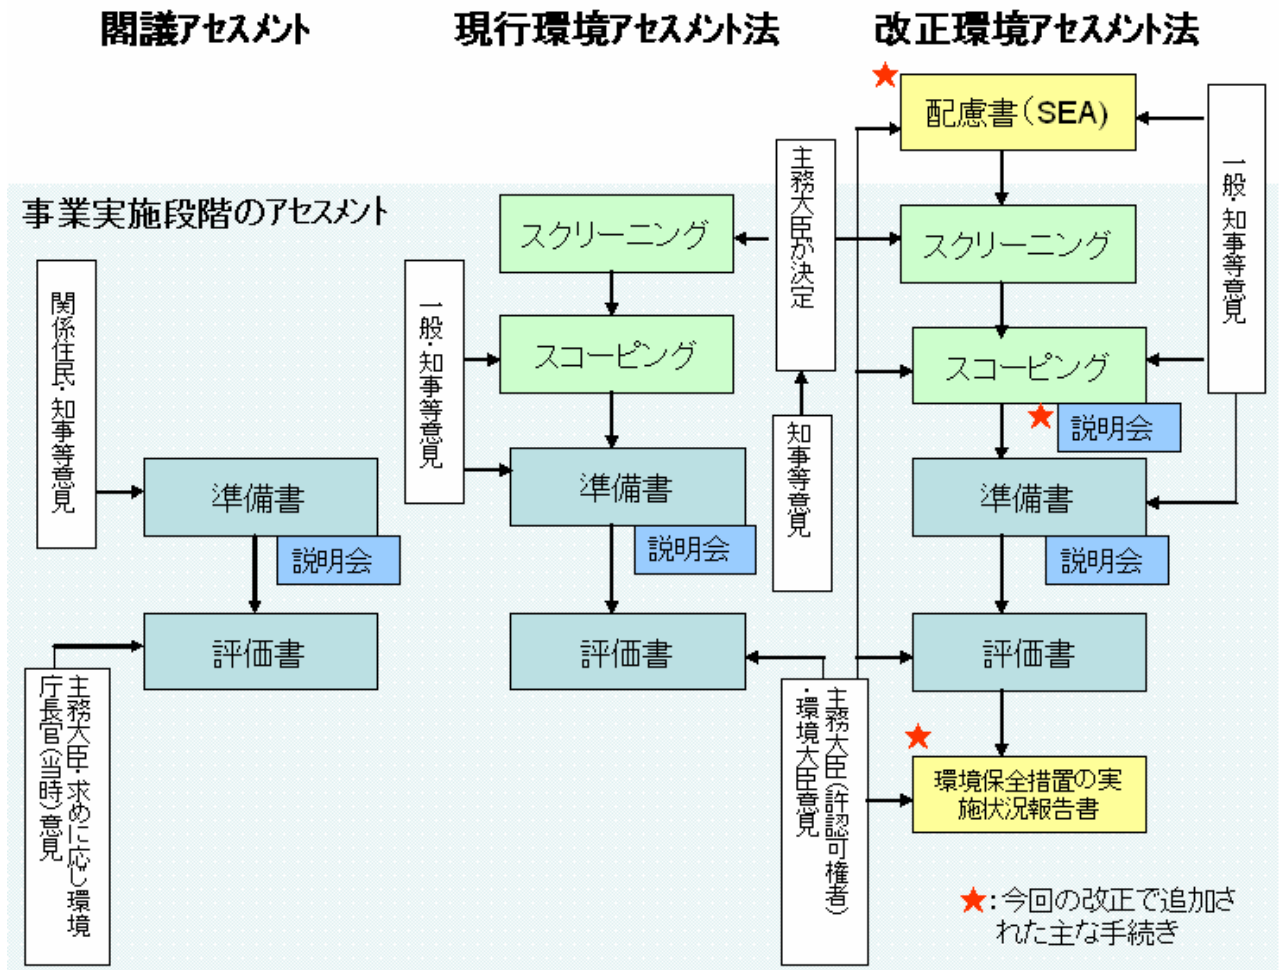 閣議アセスメント
現行環境アセスメント法
改正環境アセスメント法
★
配慮書(SEA)
一般・知事等意見
主務大臣が決定
事業実施段階のアセスメント
スクリーニング
スクリーニング
関係住民・知事等意見
一般・知事等意見
スコーピング
スコーピング
★
説明会
知事等意見
準備書
説明会
準備書
説明会
準備書
説明会
評価書
評価書
評価書
主務大臣・求めに応じ環境
庁長官(当時)意見
主務大臣(許認可権者)
・環境大臣意見
★
環境保全措置の実
施状況報告書
★:今回の改正で追加さ
れた主な手続き